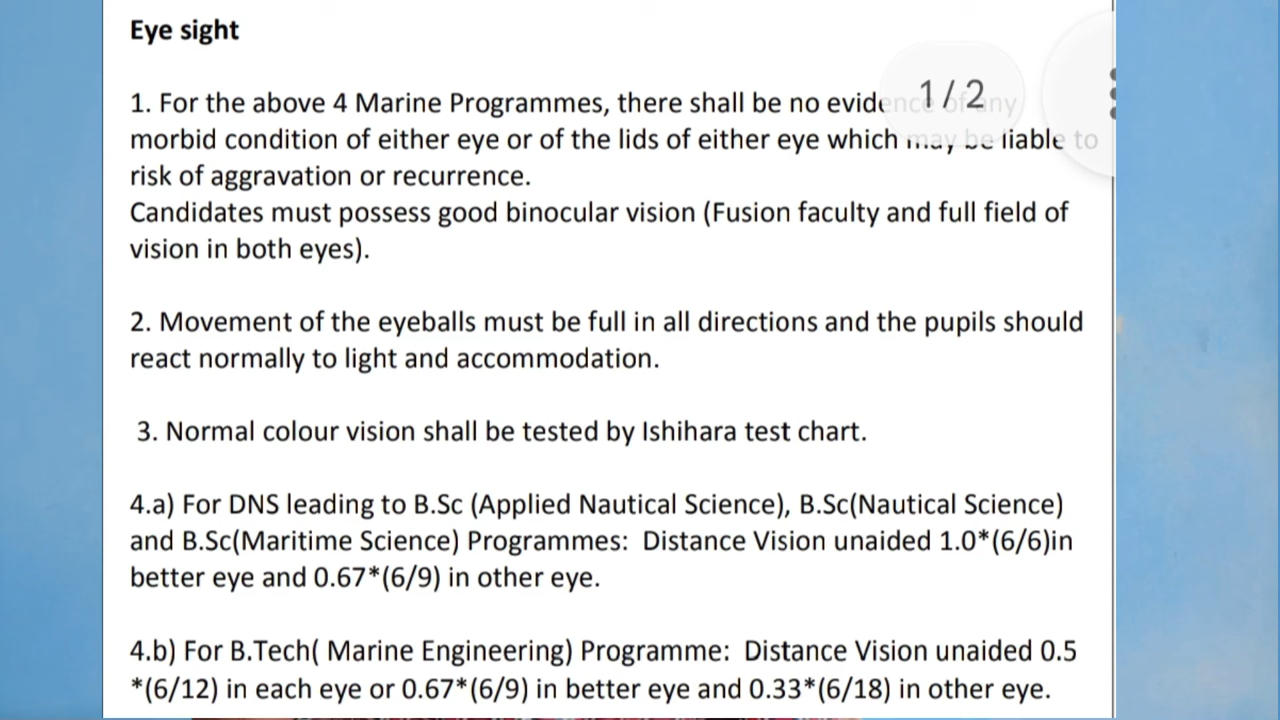 Eye sight
1. For the above 4 Marine Programmes, there shall be no evidence of any
morbid condition of either eye or of the lids of either eye which may be liable to
risk of aggravation or recurrence.
Candidates must possess good binocular vision (Fusion faculty and full field of
vision in both eyes).
2. Movement of the eyeballs must be full in all directions and the pupils should
react normally to light and accommodation.
3. Normal colour vision shall be tested by Ishihara test chart.
4.a) For DNS leading to B.Sc (Applied Nautical Science), B.Sc(Nautical Science)
and B.Sc(Maritime Science) Programmes: Distance Vision unaided 1.0*(6/6)in
better eye and 0.67*(6/9) in other eye.
4.b) For B.Tech( Marine Engineering) Programme: Distance Vision unaided 0.5
*(6/12) in each eye or 0.67*(6/9) in better eye and 0.33*(6/18) in other eye.
1/2